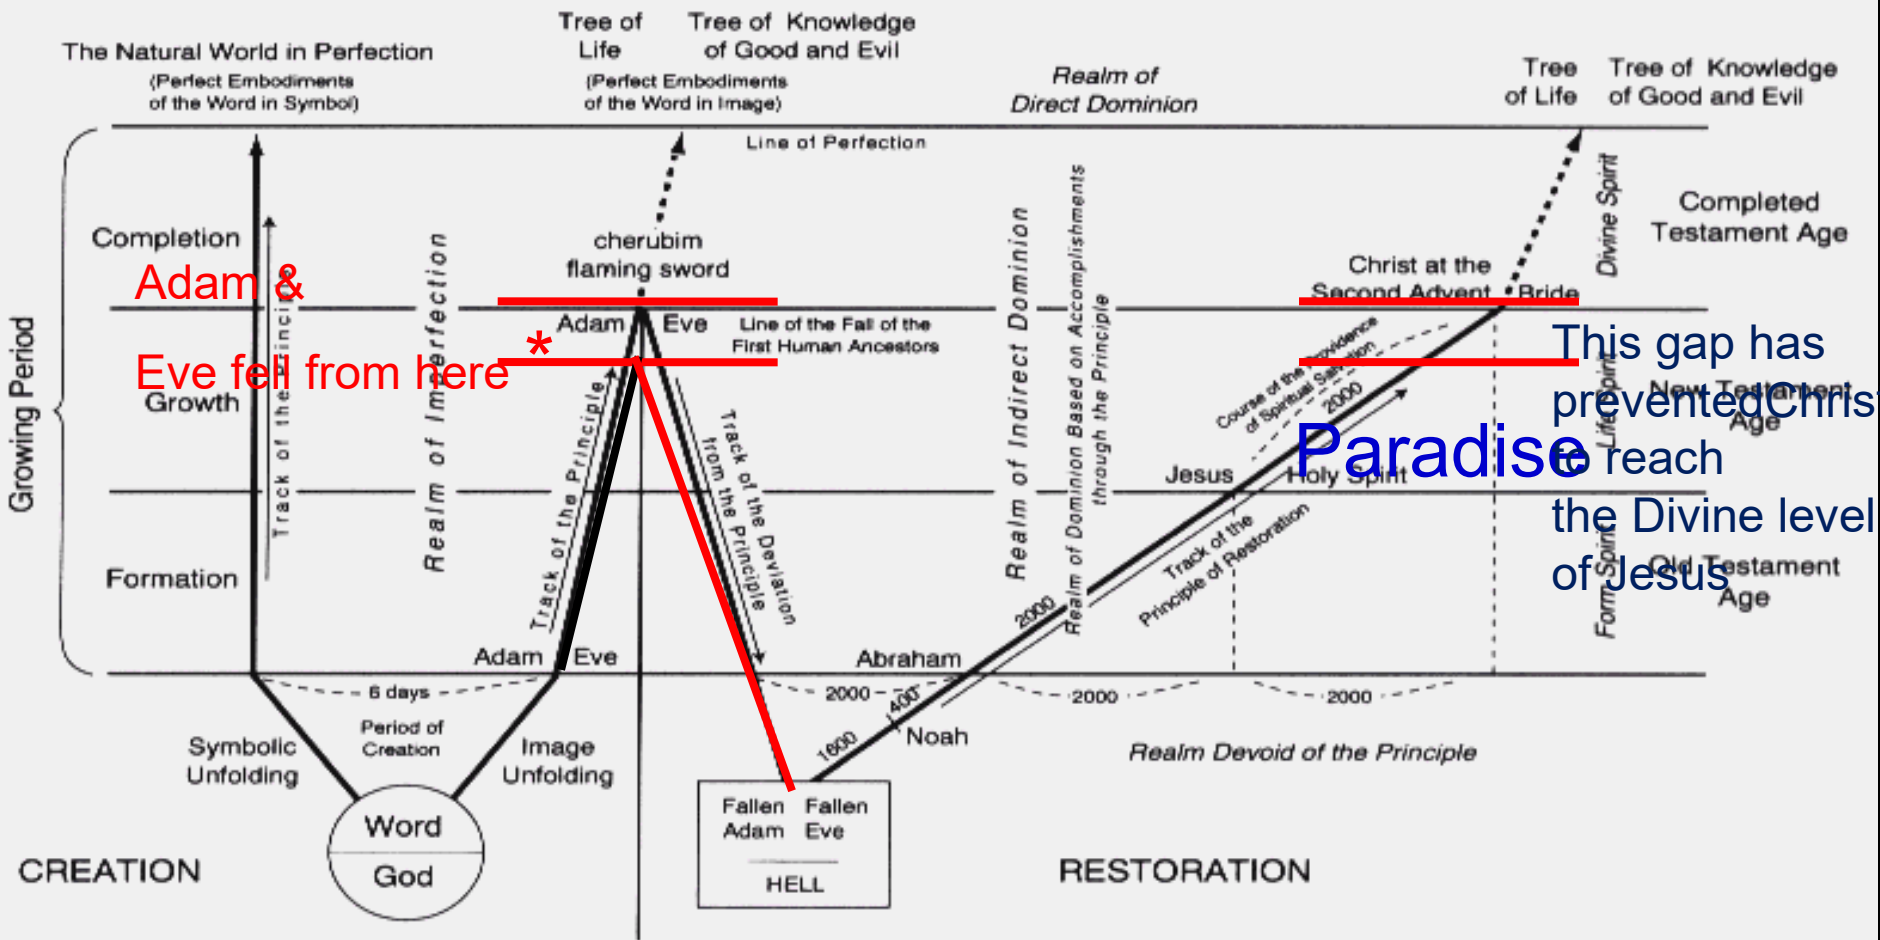 Tree of
Life
Tree of Knowledge
of Good and Evil
The Natural World in Perfection
(Perfect Embodiments
of the Word in Symbol)
(Perfect Embodiments
of the Word in Image)
Realm of
Direct Dominion
Tree
of Life
Tree of Knowledge
of Good and Evil
Line of Perfection
Growing Period
Completion
Growth
Formation
Track of the Principle
Adam &
Eve fell from here
*
Realm of Imperfection
cherubim
flaming sword
Adam Eve
Line of the Fall of the
First Human Ancestors
Track of the Principle
Track of the Deviation
from the Principle
Realm of Indirect Dominion
Realm of Dominion Based on Accomplishments
through the Principle
Christ at the
Second Advent Bride
Course of the Providence
of Spiritual Salvation
2000
Jesus Holy Spirit
Paradise
Track of the
Principle of Restoration
2000
Divine Spirit
Life Spirit
Form Spirit
Completed
Testament Age
New Testament
Age
Old Testament
Age
This gap has
preventedChris
to reach
the Divine level
of Jesus
Adam Eve
Abraham
6 days
2000
2000
2000
400
1600
Noah
Period of
Creation
Symbolic
Unfolding
Image
Unfolding
Realm Devoid of the Principle
Word
God
Fallen Fallen
Adam Eve
HELL
CREATION
RESTORATION